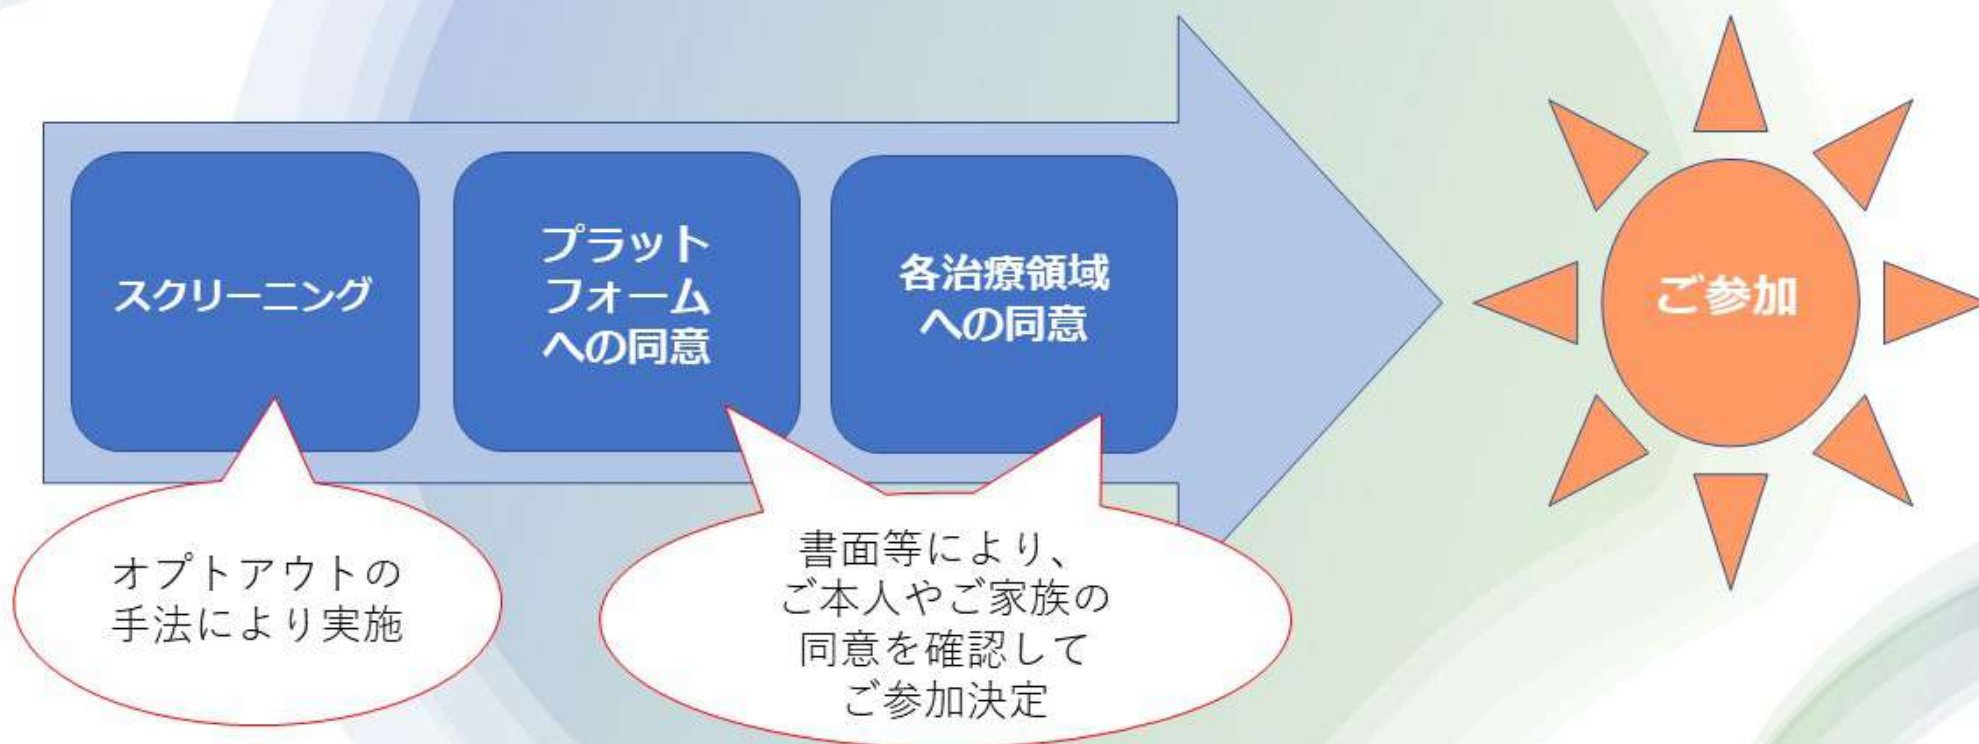 スクリーニング
プラット
フォーム
への同意
各治療領域
への同意
ご参加
オプトアウトの
手法により実施
書面等により、
ご本人やご家族の
同意を確認して
ご参加決定